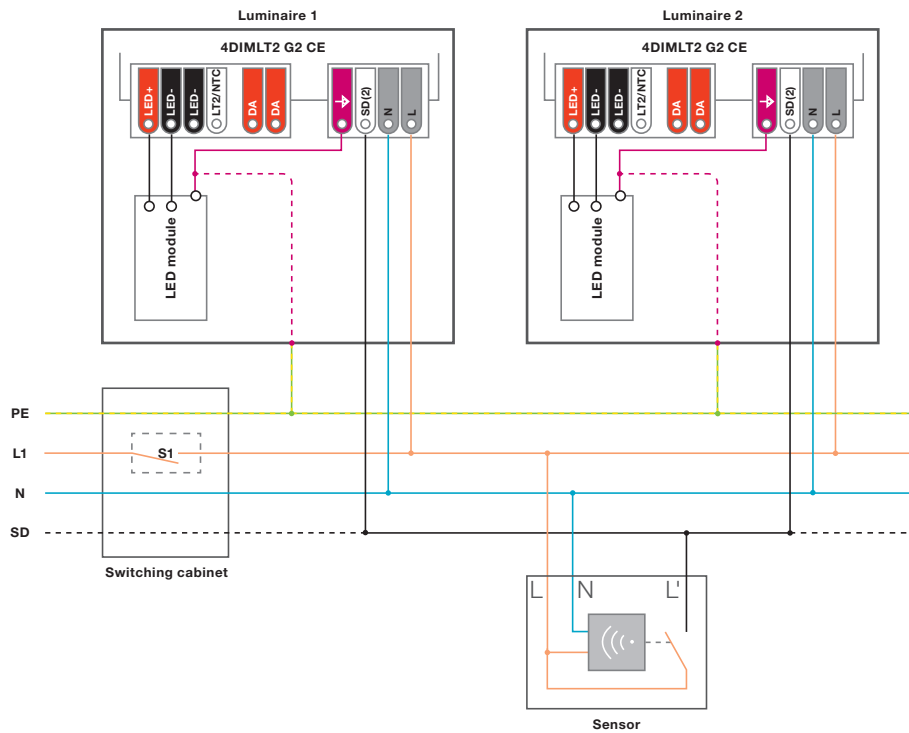 Luminaire 1
4DIMLT2 G2 CE
LED+
LED-
LED-
LT2/NTC
DA
DA
SD(2)
N
L
LED module
Luminaire 2
4DIMLT2 G2 CE
LED+
LED-
LED-
LT2/NTC
DA
DA
SD(2)
N
L
LED module
PE
L1
S1
N
SD
Switching cabinet
L N L'
Sensor